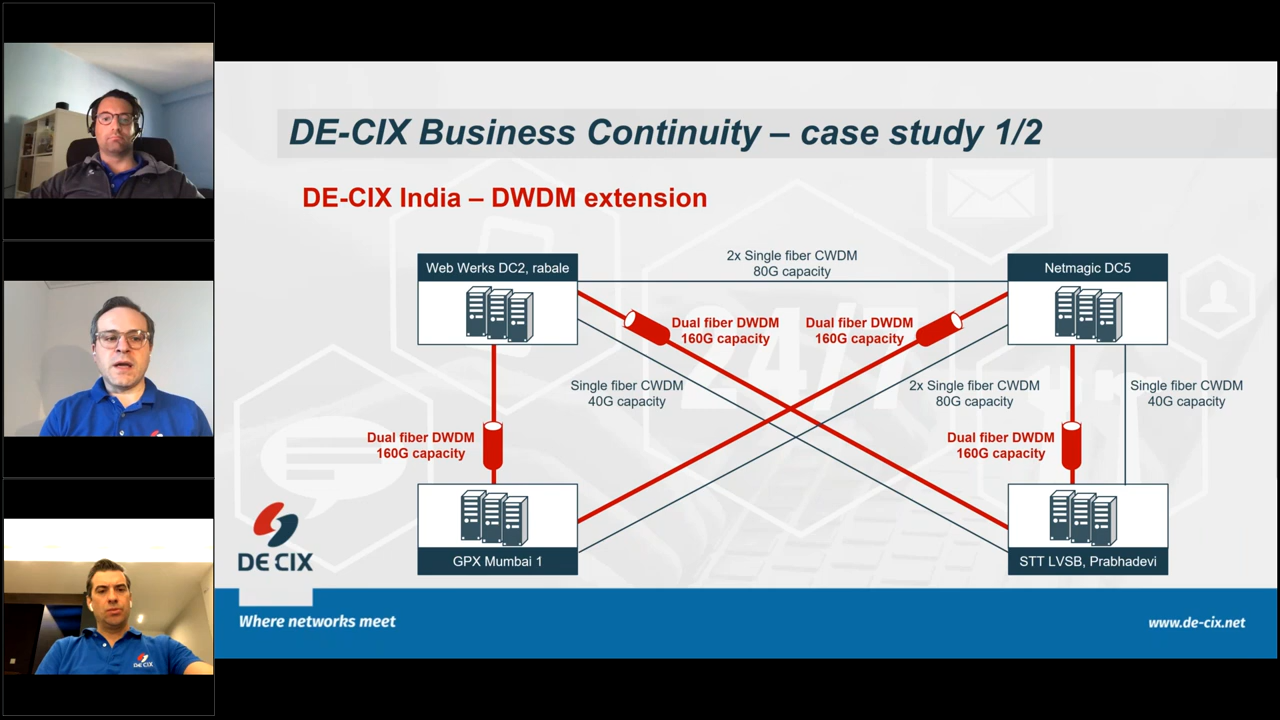 DE-CIX Business Continuity – case study 1/2
DE-CIX India – DWDM extension
2x Single fiber CWDM
80G capacity
Web Werks DC2, rabale
Netmagic DC5
Dual fiber DWDM
160G capacity
Dual fiber DWDM
160G capacity
Single fiber CWDM
40G capacity
2x Single fiber CWDM
80G capacity
Single fiber CWDM
40G capacity
Dual fiber DWDM
160G capacity
Dual fiber DWDM
160G capacity
GPX Mumbai 1
STT LVSB, Prabhadevi
DE CIX
Where networks meet
www.de-cix.net
24/7
DE CIX